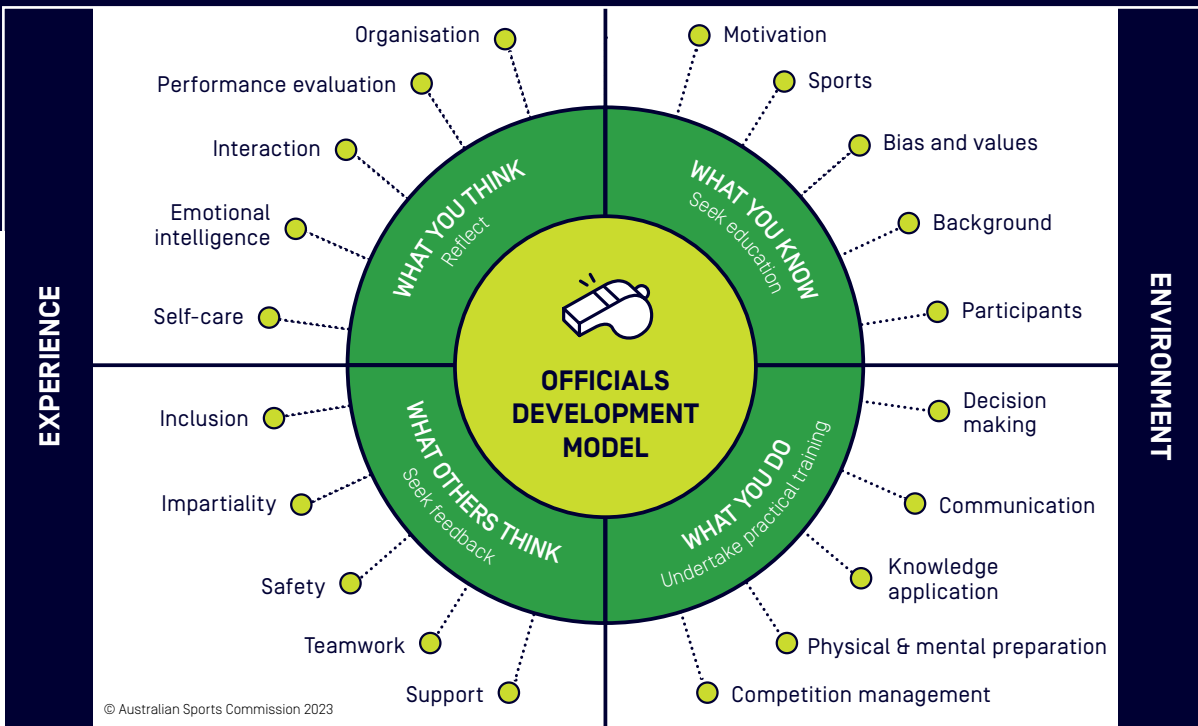 EXPERIENCE
Organisation
Performance evaluation
Interaction
Emotional
intelligence
Self-care
WHAT YOU THINK
Reflect
Motivation
Sports
Bias and values
Background
Participants
WHAT YOU KNOW
Seek education
OFFICIALS
DEVELOPMENT
MODEL
Inclusion
Impartiality
Safety
Teamwork
Support
WHAT OTHERS THINK
Seek feedback
Decision
making
Communication
Knowledge
application
Physical & mental preparation
Competition management
WHAT YOU DO
Undertake practical training
ENVIRONMENT
© Australian Sports Commission 2023